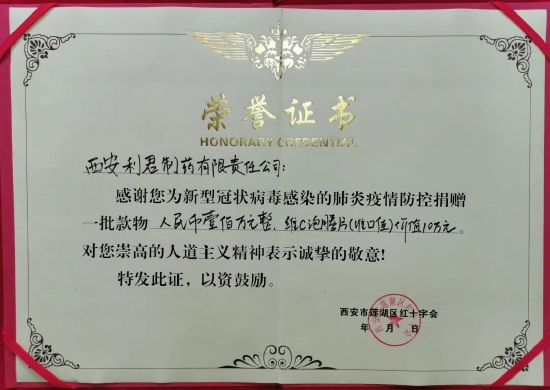 荣誉证书
HONORARY CREDENTIAL
西安利君制药有限责任公司:
感谢您为新型冠状病毒感染的肺炎疫情防控捐赠
一批款物 人民币壹佰万元整,维C泡腾片(唯唯)价值10万元。
对您崇高的人道主义精神表示诚挚的敬意!
特发此证,以资鼓励。
西安市莲湖区红十字会
年 月 日